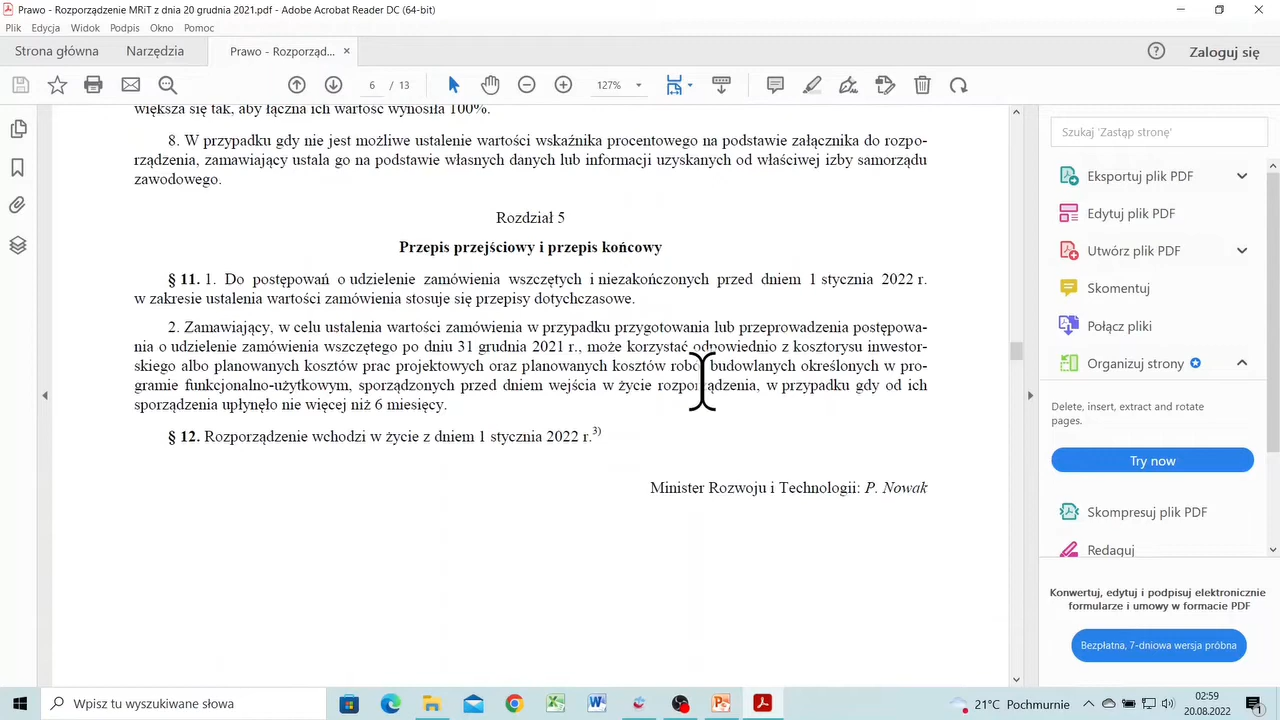 Prawo - Rozporządzenie MRiT z dnia 20 grudnia 2021.pdf - Adobe Acrobat Reader DC (64-bit)
Plik Edycja Widok Podpis Okno Pomoc
Strona główna Narzędzia Prawo - Rozporząd... × Zaloguj się
6 / 13 127%
większa się tak, aby łączna ich wartość wynosiła 100%.
8. W przypadku gdy nie jest możliwe ustalenie wartości wskaźnika procentowego na podstawie załącznika do rozpo-
rządzenia, zamawiający ustala go na podstawie własnych danych lub informacji uzyskanych od właściwej izby samorządu
zawodowego.
Rozdział 5
Przepis przejściowy i przepis końcowy
§ 11. 1. Do postępowań o udzielenie zamówienia wszczętych i niezakończonych przed dniem 1 stycznia 2022 r.
w zakresie ustalenia wartości zamówienia stosuje się przepisy dotychczasowe.
2. Zamawiający, w celu ustalenia wartości zamówienia w przypadku przygotowania lub przeprowadzenia postępowa-
nia o udzielenie zamówienia wszczętego po dniu 31 grudnia 2021 r., może korzystać odpowiednio z kosztorysu inwestor-
skiego albo planowanych kosztów prac projektowych oraz planowanych kosztów robót budowlanych określonych w pro-
gramie funkcjonalno-użytkowym, sporządzonych przed dniem wejścia w życie rozporządzenia, w przypadku gdy od ich
sporządzenia upłynęło nie więcej niż 6 miesięcy.
§ 12. Rozporządzenie wchodzi w życie z dniem 1 stycznia 2022 r.3)
Minister Rozwoju i Technologii: P. Nowak
Szukaj 'Zastąp stronę'
Eksportuj plik PDF
Edytuj plik PDF
Utwórz plik PDF
Skomentuj
Połącz pliki
Organizuj strony
Delete, insert, extract and rotate
pages.
Try now
Skompresuj plik PDF
Redaguj
Konwertuj, edytuj i podpisuj elektronicznie
formularze i umowy w formacie PDF
Bezpłatna, 7-dniowa wersja próbna
Wpisz tu wyszukiwane słowa
21°C Pochmurnie
02:59
20.08.2022
1